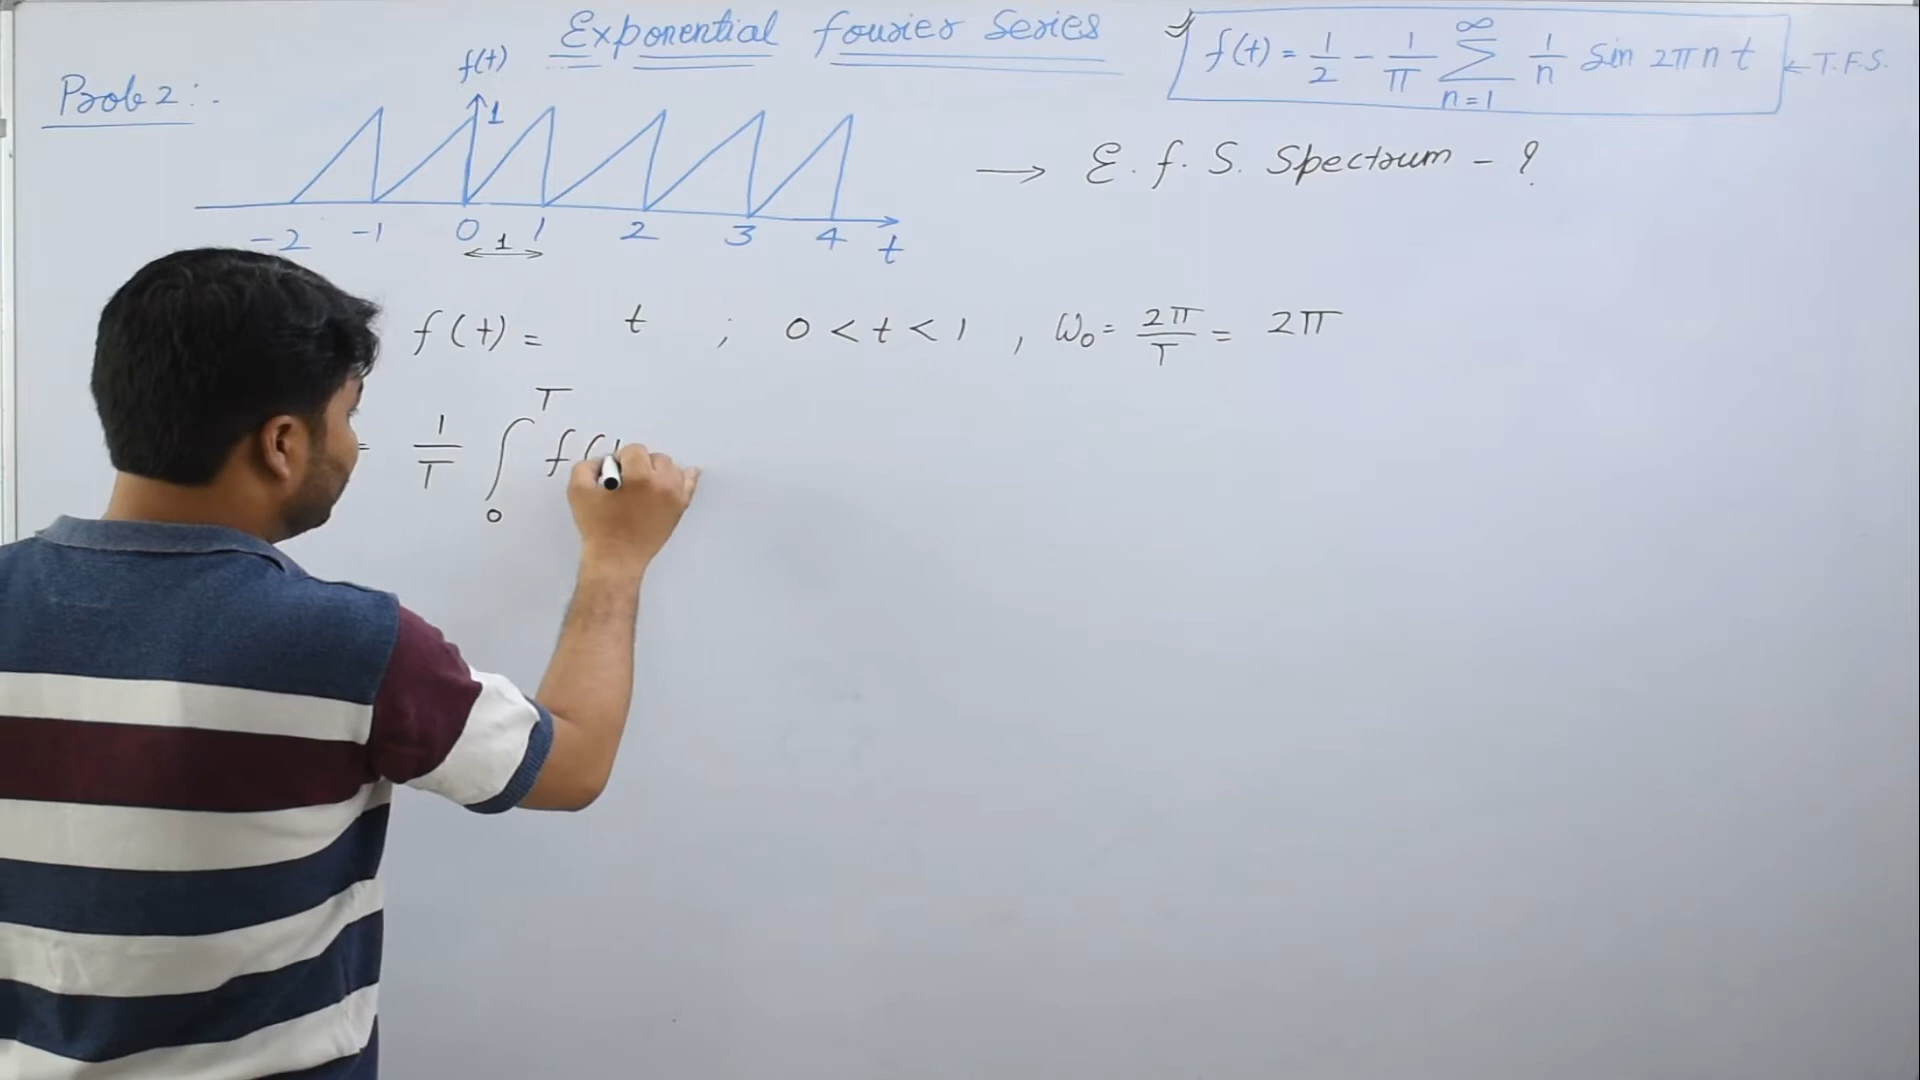 Exponential fourier Series
f(t) = 1/2 - 1/π ∑_{n=1}^{∞} 1/n Sin 2πnt ← T.F.S.
Prob 2:-
f(t)
1
→ E.f.S. Spectrum - ?
-2 -1 0 1 2 3 4 t
1
f(t) = t ; 0 < t < 1 , ω₀ = 2π/T = 2π
= 1/T ∫_0^T f(